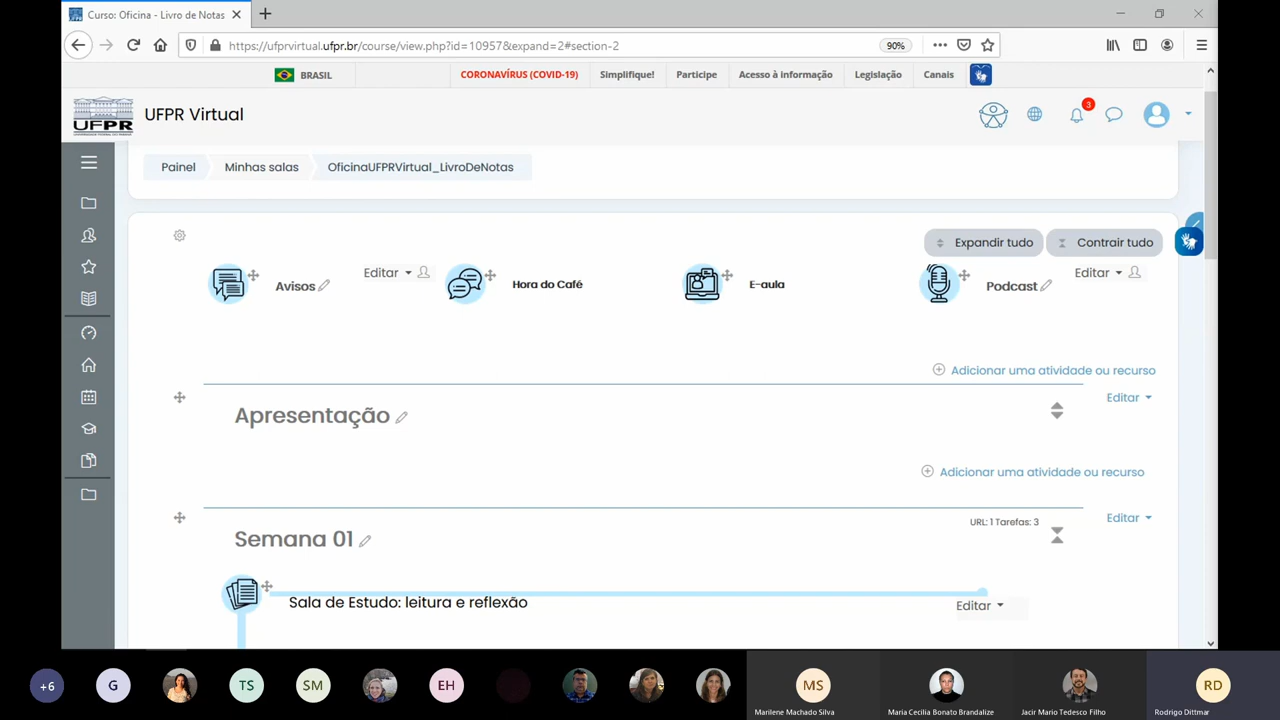 Curso: Oficina - Livro de Notas
https://ufprvirtual.ufpr.br/course/view.php?id=10957&expand=2#section-2
90%
BRASIL
CORONAVÍRUS (COVID-19)
Simplifique!
Participe
Acesso à informação
Legislação
Canais
UFPR
UFPR Virtual
3
Painel
Minhas salas
OficinaUFPRVirtual_LivroDeNotas
Expandir tudo
Contrair tudo
Avisos
Editar
Hora do Café
E-aula
Podcast
Editar
Adicionar uma atividade ou recurso
Apresentação
Editar
Adicionar uma atividade ou recurso
Semana 01
URL: 1 Tarefas: 3
Editar
Sala de Estudo: leitura e reflexão
Editar
+6
G
TS
SM
EH
MS
RD
Marilene Machado Silva
Maria Cecilia Bonato Brandalize
Jacir Mario Tedesco Filho
Rodrigo Dittmar